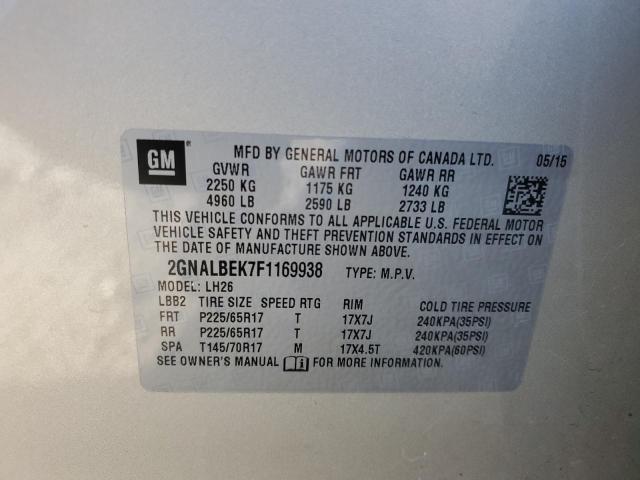 GM
MFD BY GENERAL MOTORS OF CANADA LTD. 05/15
GVWR GAWR FRT GAWR RR
2250 KG 1175 KG 1240 KG
4960 LB 2590 LB 2733 LB
THIS VEHICLE CONFORMS TO ALL APPLICABLE U.S. FEDERAL MOTOR
VEHICLE SAFETY AND THEFT PREVENTION STANDARDS IN EFFECT ON
THE DATE OF MANUFACTURE SHOWN ABOVE.
2GNALBEK7F1169938 TYPE: M.P.V.
MODEL: LH26
LBB2 TIRE SIZE SPEED RTG RIM COLD TIRE PRESSURE
FRT P225/65R17 T 17X7J 240KPA(35PSI)
RR P225/65R17 T 17X7J 240KPA(35PSI)
SPA T145/70R17 M 17X4.5T 420KPA(60PSI)
SEE OWNER'S MANUAL FOR MORE INFORMATION.